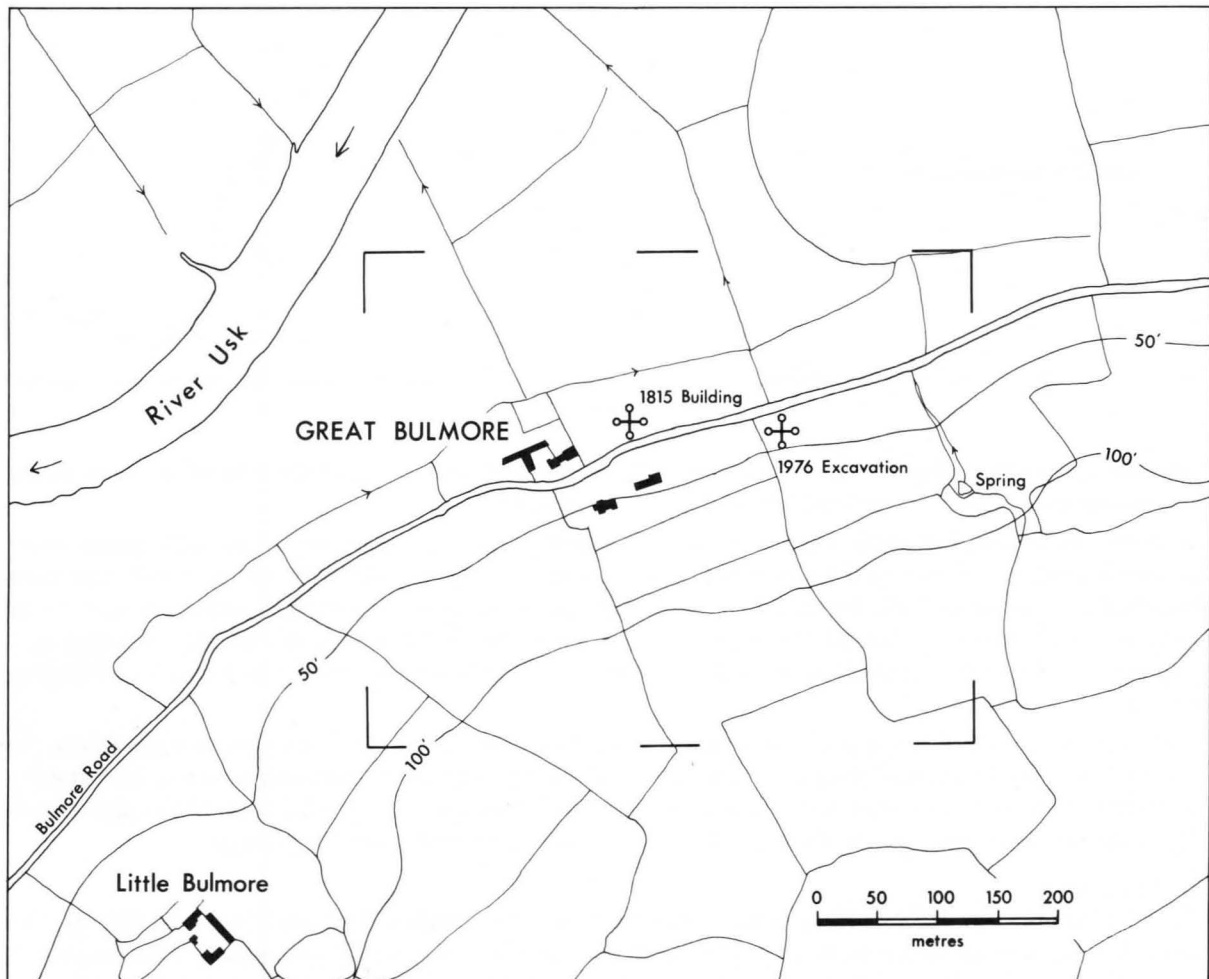 River Usk
1815 Building
GREAT BULMORE
50'
1976 Excavation
100'
Spring
50'
100'
Bulmore Road
Little Bulmore
0 50 100 150 200
metres